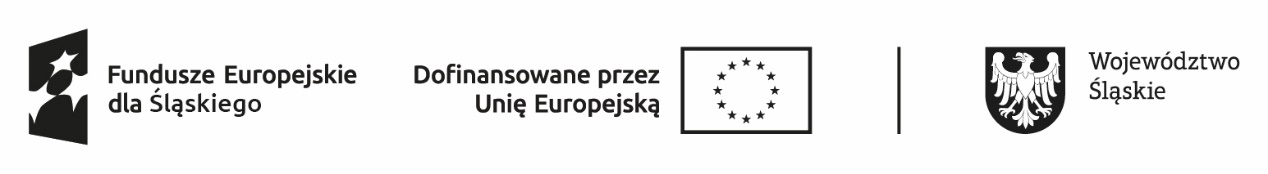 Fundusze Europejskie
dla Śląskiego
Dofinansowane przez
Unię Europejską
Województwo
Śląskie